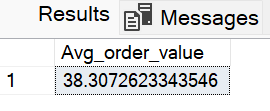 Results Messages
Avg_order_value
1 38.3072623343546